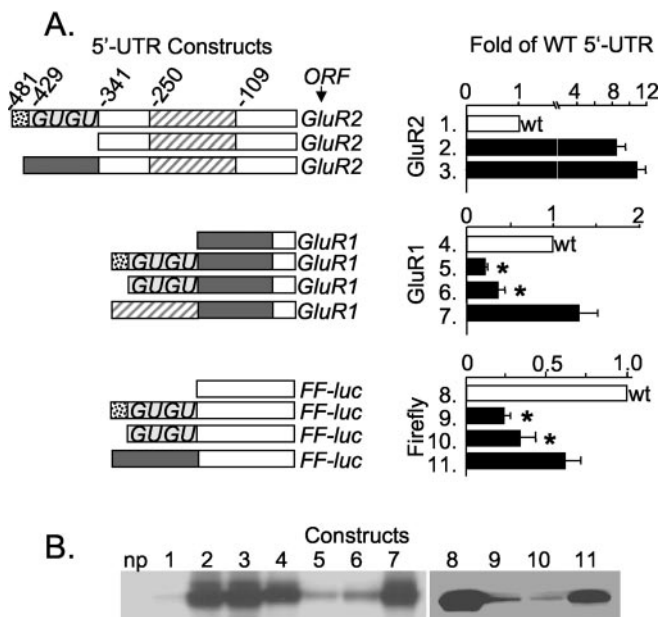 A.
5'-UTR Constructs
Fold of WT 5'-UTR
-481
-429
-341
-250
-109
ORF
GUGU GluR2
GluR2
GluR2
GluR1
GUGU GluR1
GUGU GluR1
GluR1
FF-luc
GUGU FF-luc
GUGU FF-luc
FF-luc
0 1 4 8 12
GluR2
1. wt
2.
3.
0 1 2
GluR1
4. wt
5. *
6. *
7.
0 0,5 1,0
Firefly
8. wt
9. *
10. *
11.
B.
Constructs
np 1 2 3 4 5 6 7 8 9 10 11